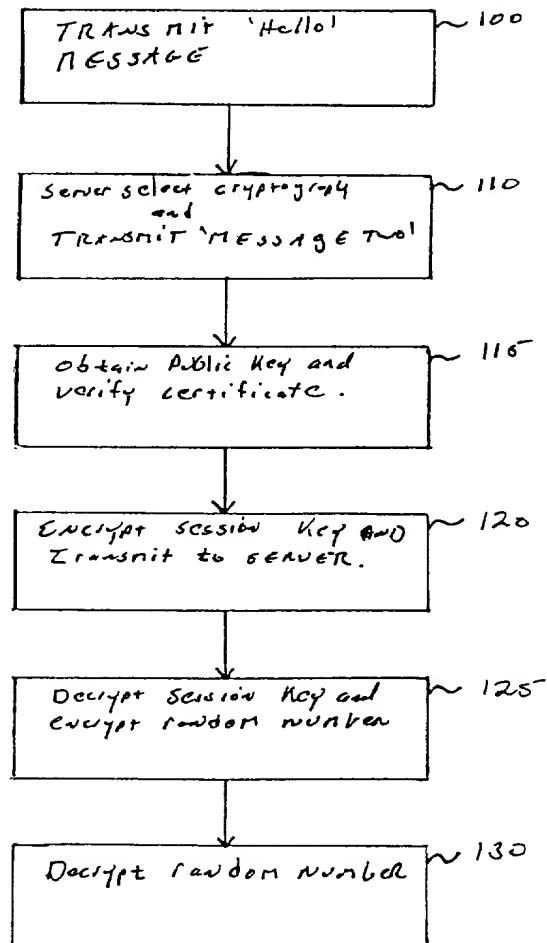 TRANSMIT 'Hello'
MESSAGE
100
Server select cryptography
and
TRANSMIT 'MESSAGE TWO'
110
Obtain Public Key and
verify certificate.
115
Encrypt session Key AND
Transmit to SERVER.
120
Decrypt Session Key and
encrypt random number
125
Decrypt random number
130